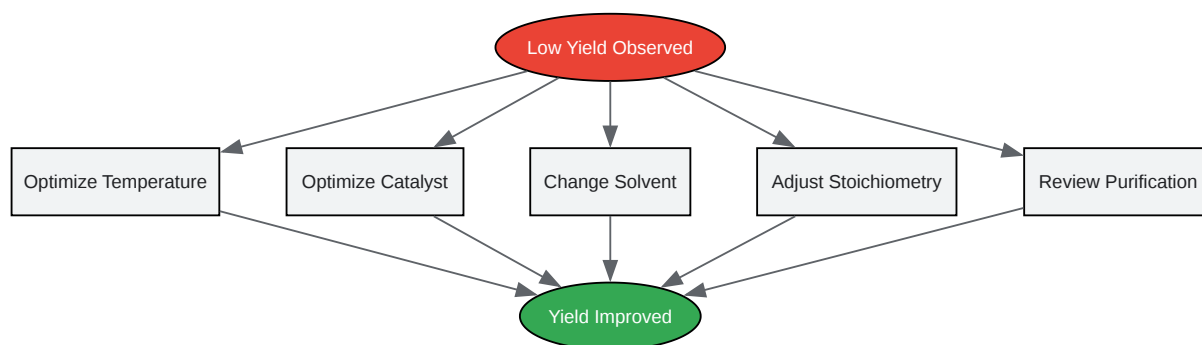 Low Yield Observed
Optimize Temperature
Optimize Catalyst
Change Solvent
Adjust Stoichiometry
Review Purification
Yield Improved